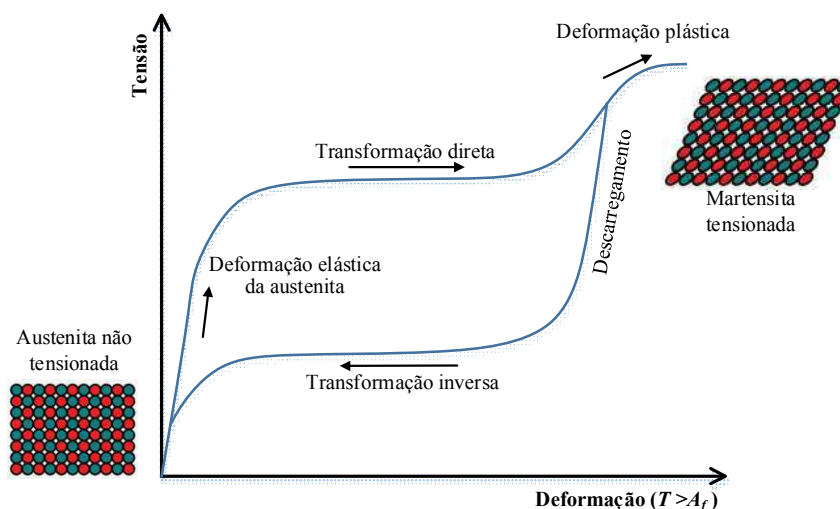 Deformação plástica
Tensão
Transformação direta
Martensita
tensionada
Descarregamento
Deformação elástica
da austenita
Austenita não
tensionada
Transformação inversa
Deformação (T >A_f )